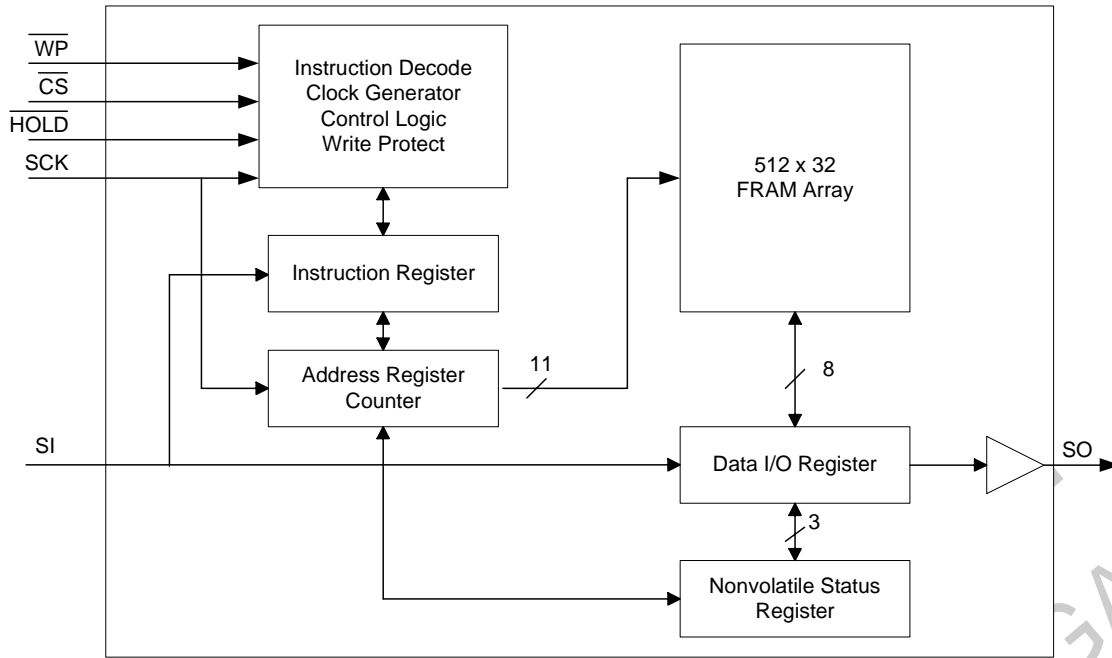 WP
CS
HOLD
SCK
Instruction Decode
Clock Generator
Control Logic
Write Protect
512 x 32
FRAM Array
Instruction Register
Address Register
Counter
11
8
SI
Data I/O Register
SO
3
Nonvolatile Status
Register